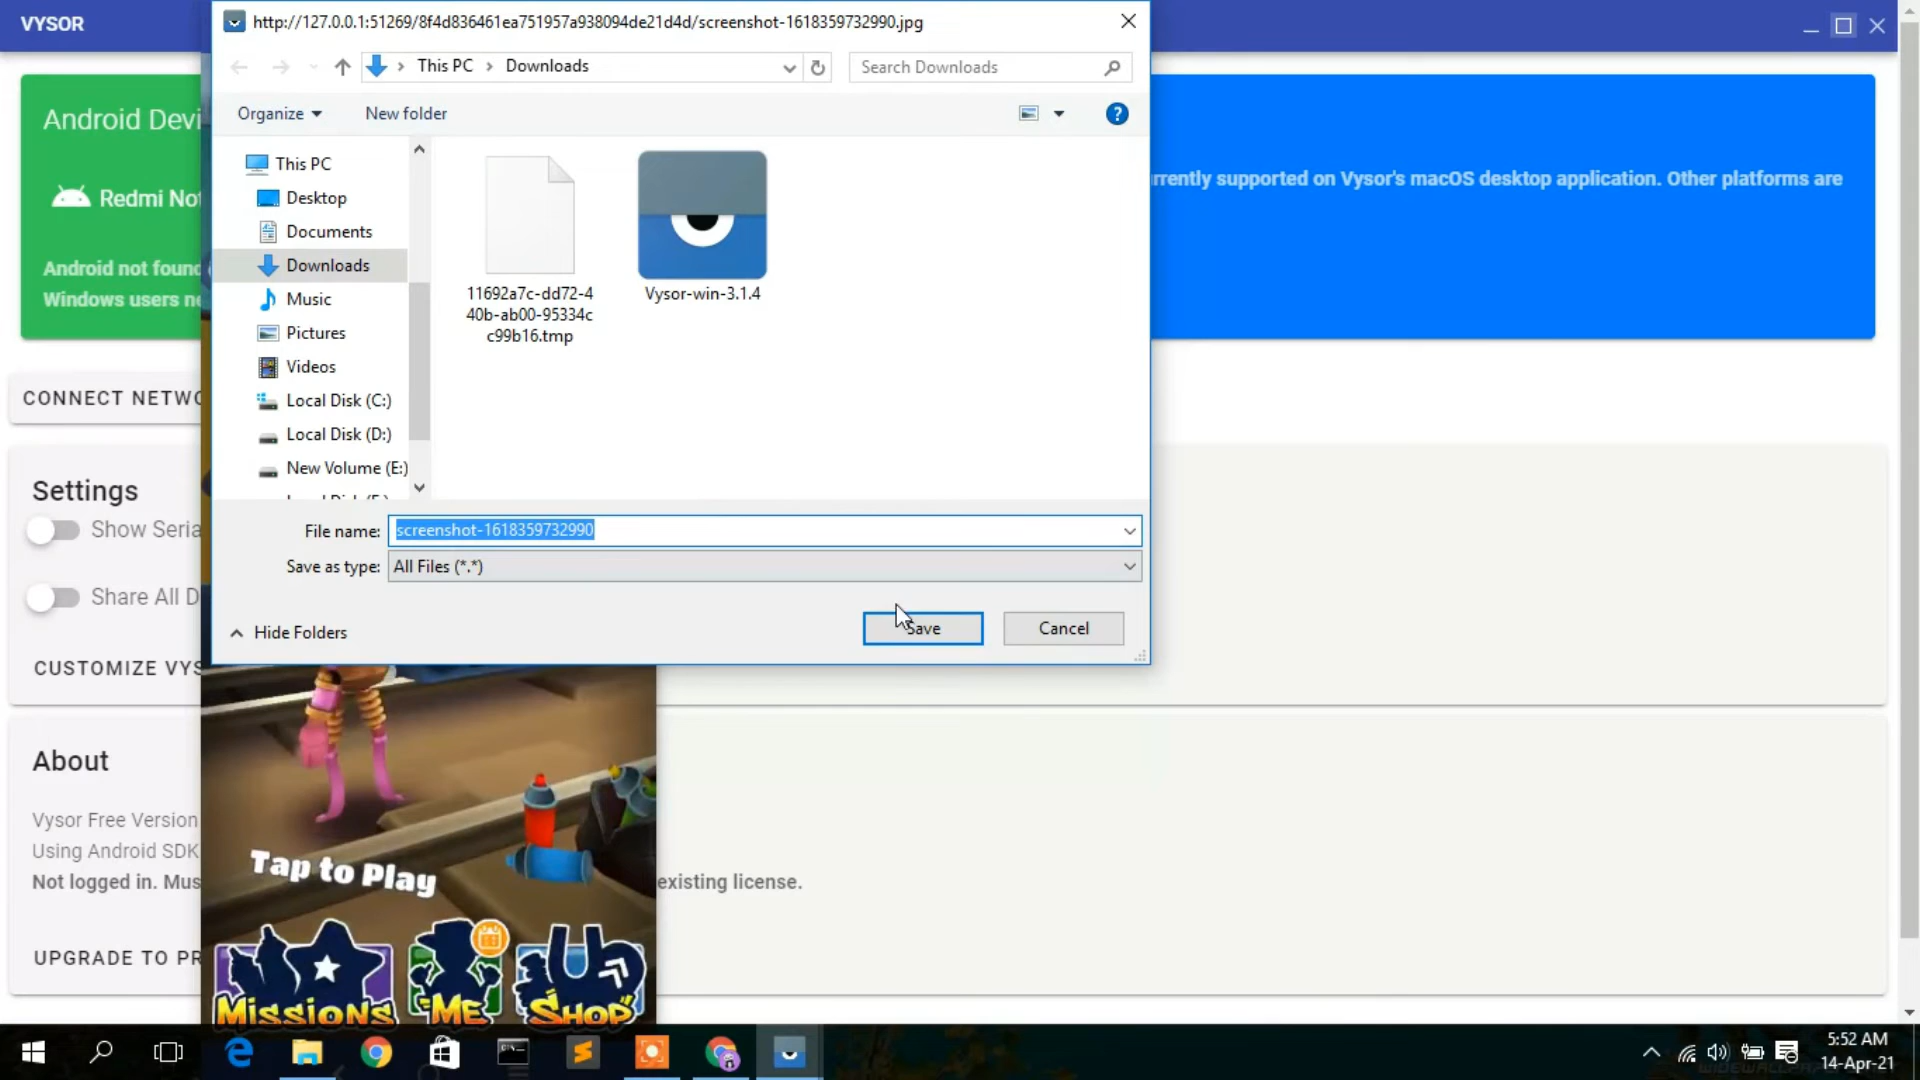 VYSOR
http://127.0.0.1:51269/8f4d836461ea751957a938094de21d4d/screenshot-1618359732990.jpg
This PC
Downloads
Search Downloads
Organize
New folder
Android Devi
Redmi Not
Android not found
Windows users ne
rrently supported on Vysor's macOS desktop application. Other platforms are
This PC
Desktop
Documents
Downloads
Music
Pictures
Videos
Local Disk (C:)
Local Disk (D:)
New Volume (E:)
11692a7c-dd72-4
40b-ab00-95334c
c99b16.tmp
Vysor-win-3.1.4
CONNECT NETWO
Settings
Show Seria
Share All D
CUSTOMIZE VYS
File name:
screenshot-1618359732990
Save as type:
All Files (*.*)
Hide Folders
Save
Cancel
About
Vysor Free Version
Using Android SDK
Not logged in. Mus
existing license.
UPGRADE TO PR
Tap to Play
Missions
Me
Shop
5:52 AM
14-Apr-21